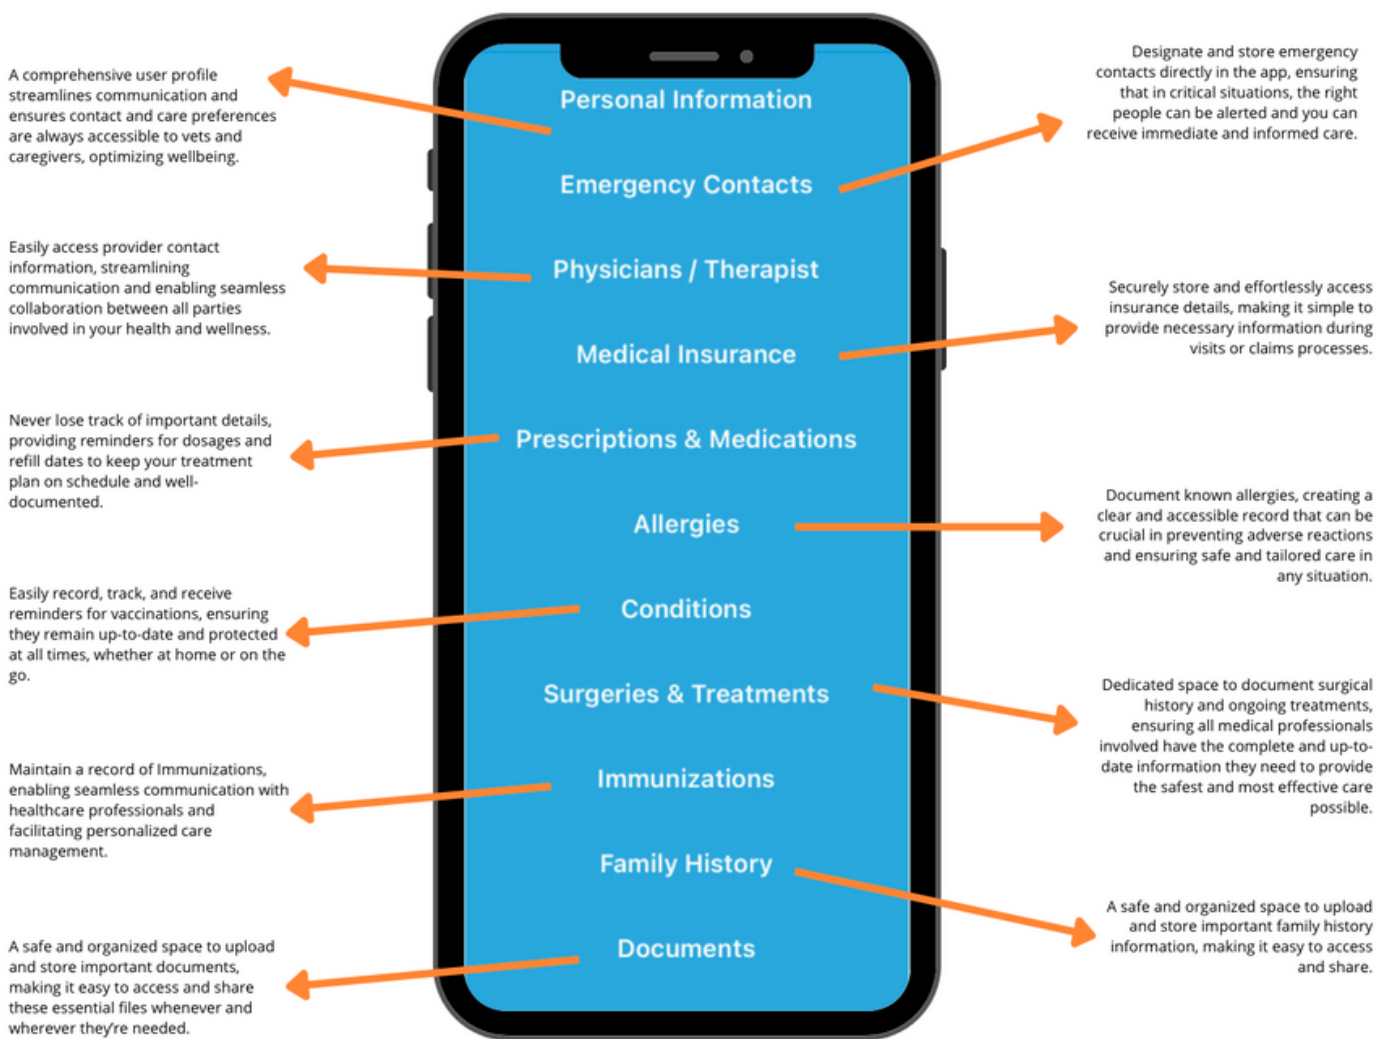 Personal Information
Emergency Contacts
Physicians / Therapist
Medical Insurance
Prescriptions & Medications
Allergies
Conditions
Surgeries & Treatments
Immunizations
Family History
Documents
A comprehensive user profile
streamlines communication and
ensures contact and care preferences
are always accessible to vets and
caregivers, optimizing wellbeing.
Easily access provider contact
information, streamlining
communication and enabling seamless
collaboration between all parties
involved in your health and wellness.
Never lose track of important details,
providing reminders for dosages and
refill dates to keep your treatment
plan on schedule and well-
documented.
Easily record, track, and receive
reminders for vaccinations, ensuring
they remain up-to-date and protected
at all times, whether at home or on the
go.
Maintain a record of Immunizations,
enabling seamless communication with
healthcare professionals and
facilitating personalized care
management.
A safe and organized space to upload
and store important documents,
making it easy to access and share
these essential files whenever and
wherever they're needed.
Designate and store emergency
contacts directly in the app, ensuring
that in critical situations, the right
people can be alerted and you can
receive immediate and informed care.
Securely store and effortlessly access
insurance details, making it simple to
provide necessary information during
visits or claims processes.
Document known allergies, creating a
clear and accessible record that can be
crucial in preventing adverse reactions
and ensuring safe and tailored care in
any situation.
Dedicated space to document surgical
history and ongoing treatments,
ensuring all medical professionals
involved have the complete and up-to-
date information they need to provide
the safest and most effective care
possible.
A safe and organized space to upload
and store important family history
information, making it easy to access
and share.